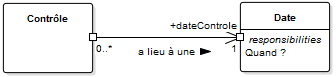 Contrôle
+dateControle
0..*
a lieu à une ►
1
Date
responsibilities
Quand ?